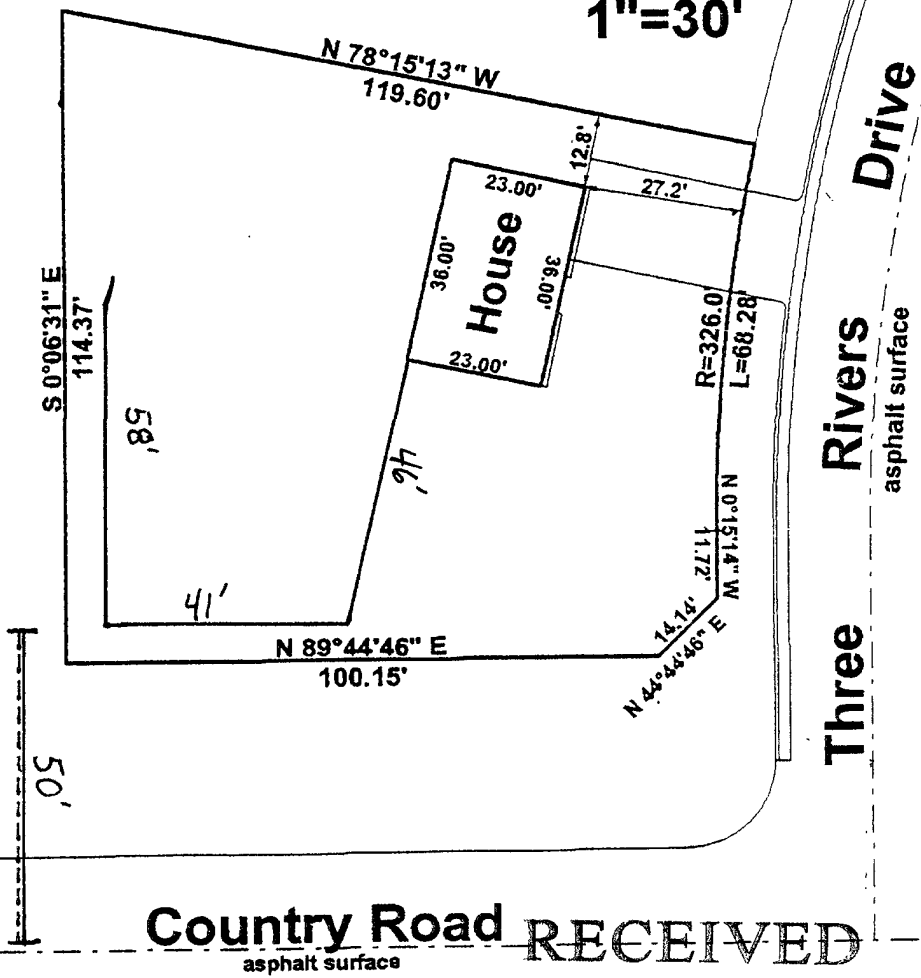 1"=30'
N 78°15'13" W
119.60'
12.8'
23.00'
27.2'
House
36.00'
36.00'
23.00'
S 0°06'31" E
114.37'
R=326.0'
L=68.28'
58'
46'
N 0°15'14" W
11.72'
41'
14.14'
N 44°44'46" E
N 89°44'46" E
100.15'
50'
Three Rivers Drive
asphalt surface
Country Road
asphalt surface
RECEIVED